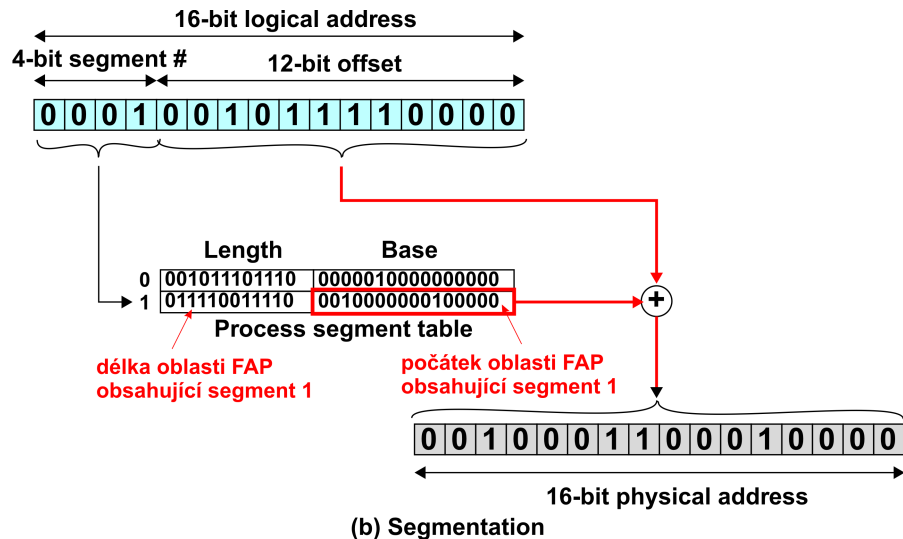 16-bit logical address
4-bit segment #
12-bit offset
0 0 0 1 0 0 1 0 1 1 1 1 0 0 0 0
Length Base
0 001011101110 0000010000000000
1 011110011110 0010000000100000
+
Process segment table
délka oblasti FAP
obsahující segment 1
počátek oblasti FAP
obsahující segment 1
0 0 1 0 0 0 1 1 0 0 0 1 0 0 0 0
16-bit physical address
(b) Segmentation